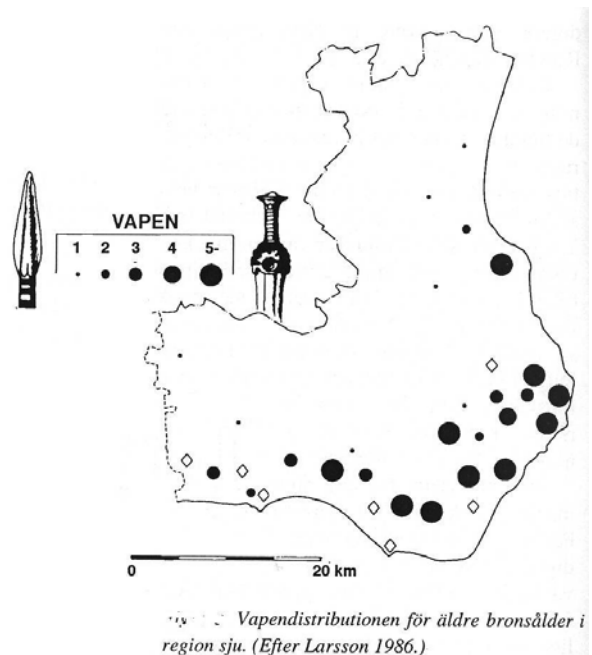 VAPEN
1 2 3 4 5-
0 20 km
Vapendistributionen för äldre bronsålder i
region sju. (Efter Larsson 1986.)